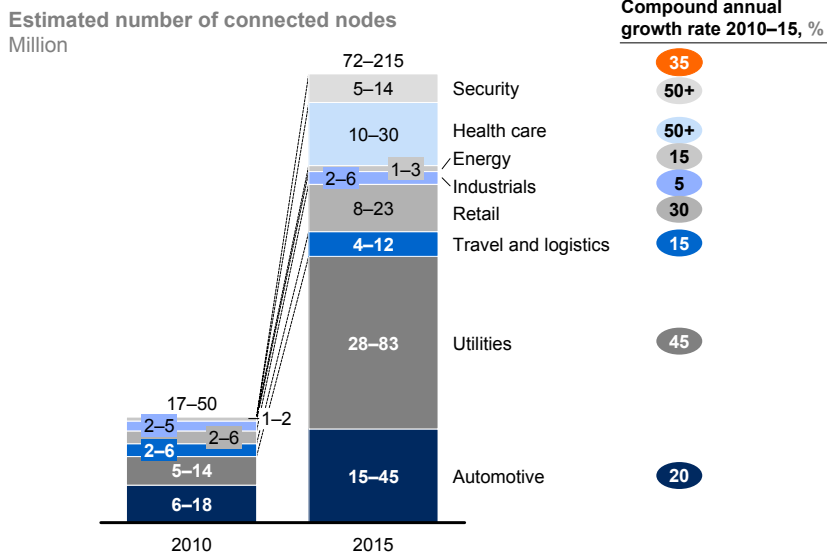 Estimated number of connected nodes
Million
Compound annual
growth rate 2010–15, %
72–215
35
5–14
Security
50+
10–30
Health care
50+
1–3
Energy
15
2–6
Industrials
5
8–23
Retail
30
4–12
Travel and logistics
15
28–83
Utilities
45
15–45
Automotive
20
17–50
1–2
2–5
2–6
2–6
5–14
6–18
2010
2015